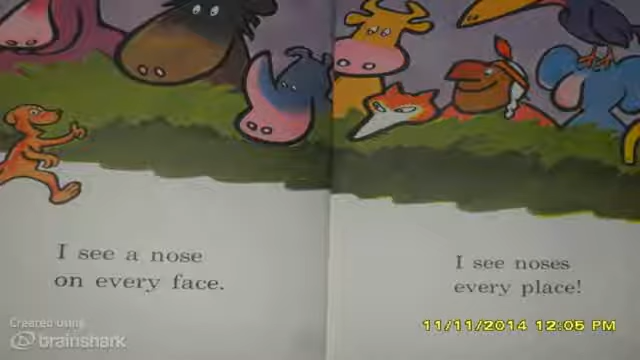 I see a nose
on every face.
I see noses
every place!
Created using
brainshark
11/11/2014 12:05 PM